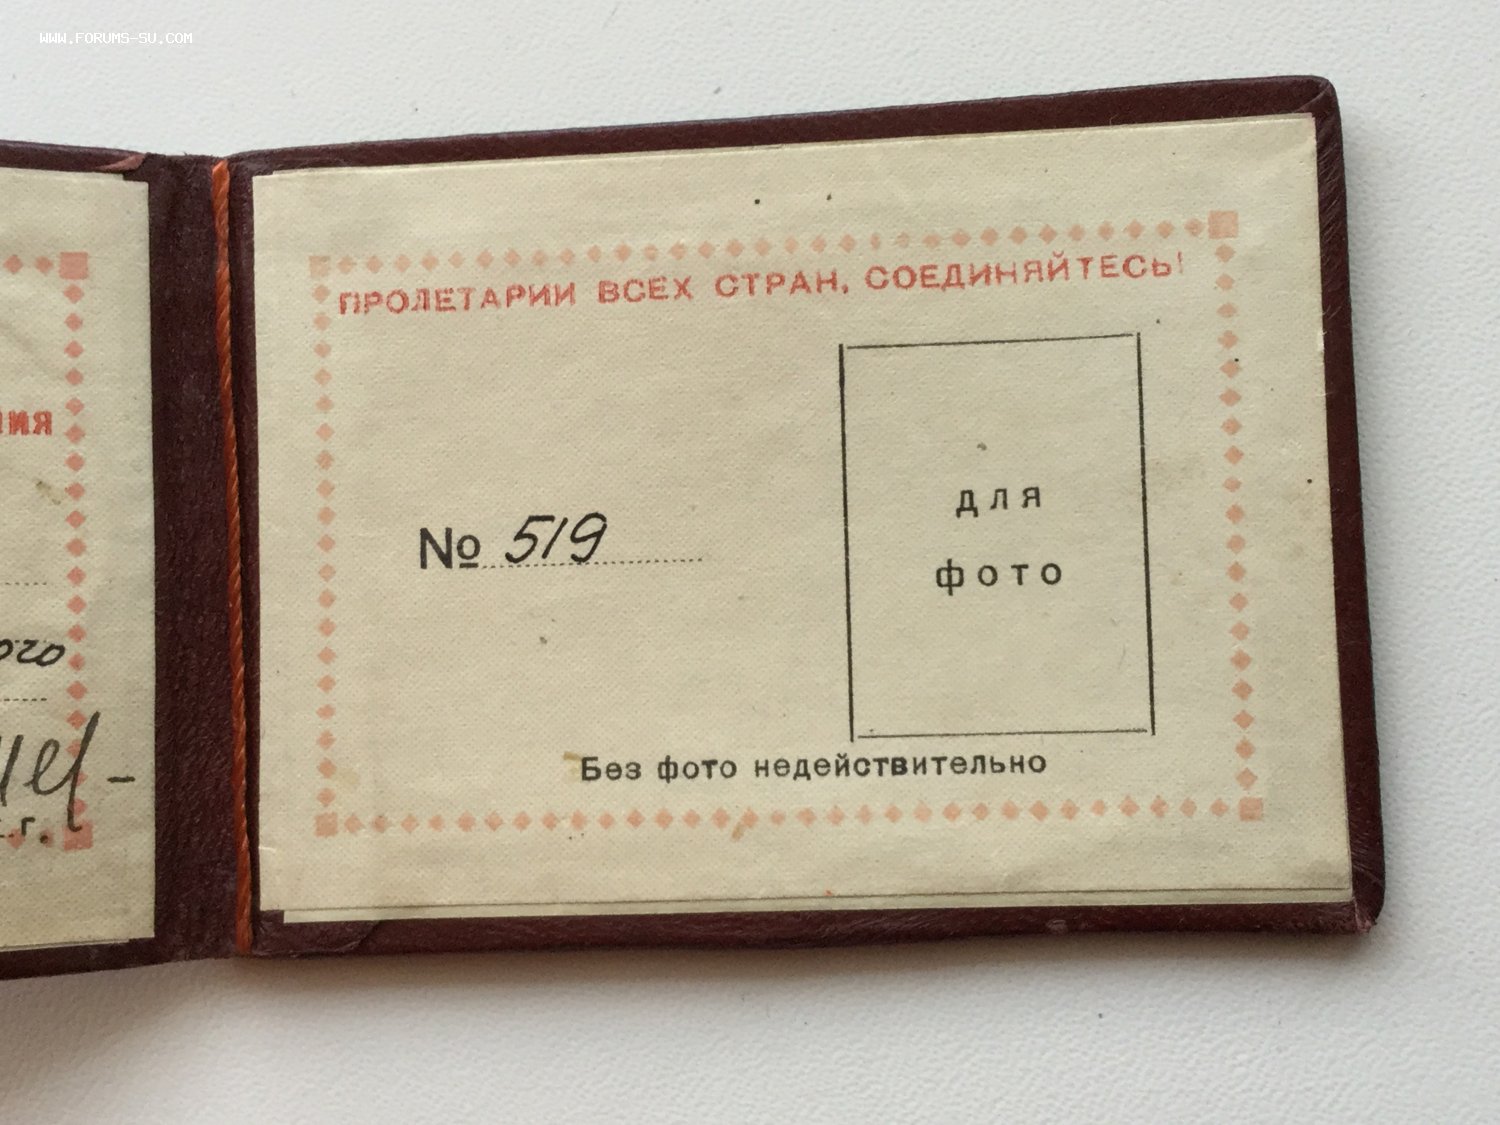 WWW.FORUMS-SU.COM
ПРОЛЕТАРИИ ВСЕХ СТРАН, СОЕДИНЯЙТЕСЬ!
№ 519
для
фото
Без фото недействительно
г.